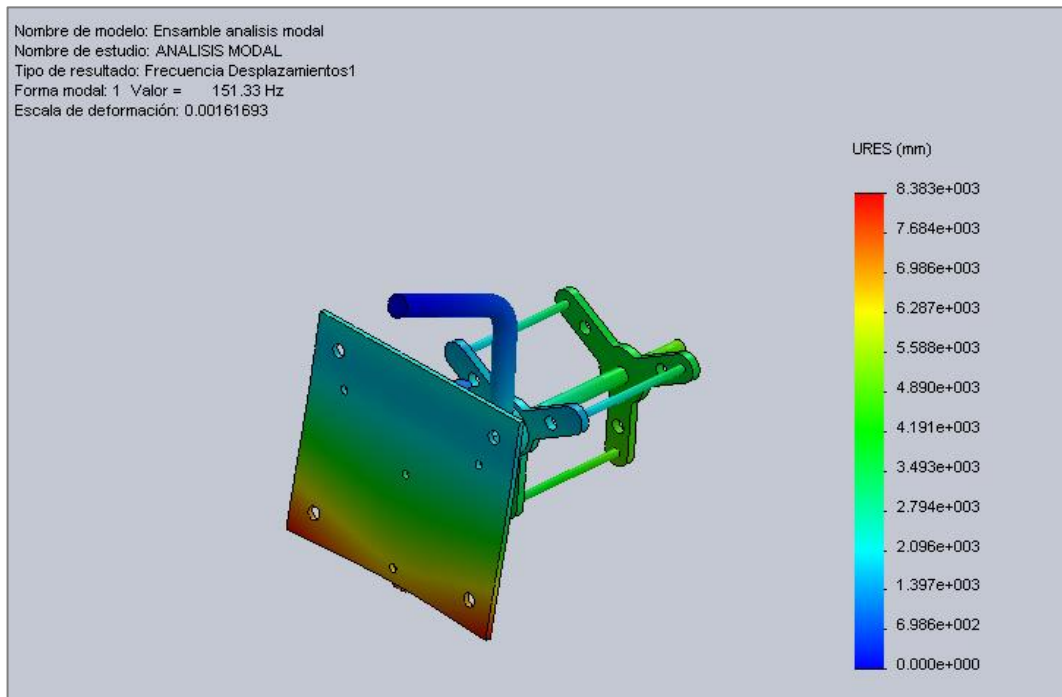 Nombre de modelo: Ensamble analisis modal
Nombre de estudio: ANALISIS MODAL
Tipo de resultado: Frecuencia Desplazamientos1
Forma modal: 1 Valor = 151.33 Hz
Escala de deformación: 0.00161693
URES (mm)
8.383e+003
7.684e+003
6.986e+003
6.287e+003
5.588e+003
4.890e+003
4.191e+003
3.493e+003
2.794e+003
2.096e+003
1.397e+003
6.986e+002
0.000e+000